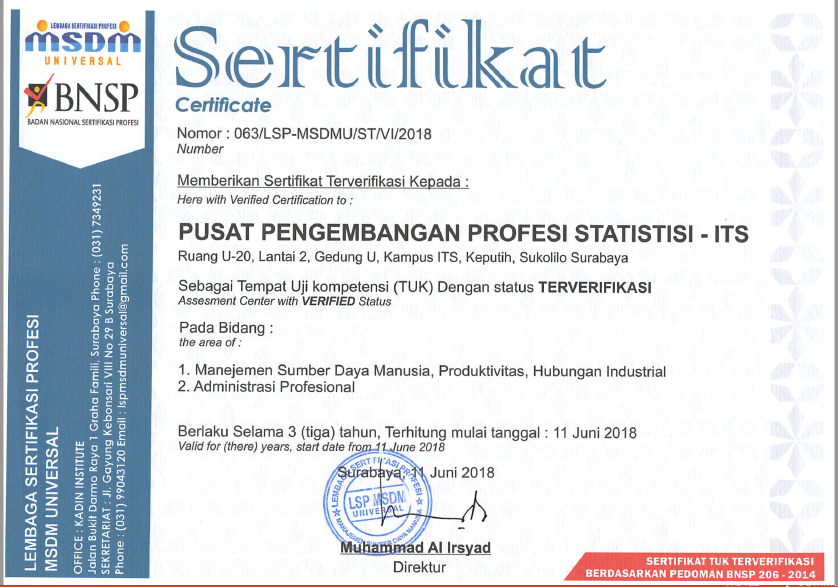 LEMBAGA SERTIFIKASI PROFESI
MSDM
UNIVERSAL
BNSP
BADAN NASIONAL SERTIFIKASI PROFESI
Sertifikat
Certificate
Nomor : 063/LSP-MSDMU/ST/VI/2018
Number
Memberikan Sertifikat Terverifikasi Kepada :
Here with Verified Certification to :
PUSAT PENGEMBANGAN PROFESI STATISTISI - ITS
Ruang U-20, Lantai 2, Gedung U, Kampus ITS, Keputih, Sukolilo Surabaya
Sebagai Tempat Uji kompetensi (TUK) Dengan status TERVERIFIKASI
Assesment Center with VERIFIED Status
Pada Bidang :
the area of :
1. Manejemen Sumber Daya Manusia, Produktivitas, Hubungan Industrial
2. Administrasi Profesional
Berlaku Selama 3 (tiga) tahun, Terhitung mulai tanggal : 11 Juni 2018
Valid for (there) years, start date from 11 June 2018
Surabaya, 11 Juni 2018
LEMBAGA SERTIFIKASI PROFESI
LSP MSDM
UNIVERSAL
MANAJEMEN SUMBER DAYA MANUSIA
Muhammad Al Irsyad
Direktur
LEMBAGA SERTIFIKASI PROFESI
MSDM UNIVERSAL
OFFICE : KADIN INSTITUTE
Jalan Bukit Darmo Raya 1 Graha Famili, Surabaya Phone : (031) 7349231
SEKRETARIAT : Jl. Gayung Kebonsari VIII No 29 B Surabaya
Phone : (031) 99043120 Email : lspmsdmuniversal@gmail.com
SERTIFIKAT TUK TERVERIFIKASI
BERDASARKAN PEDOMAN BNSP 206 - 2014